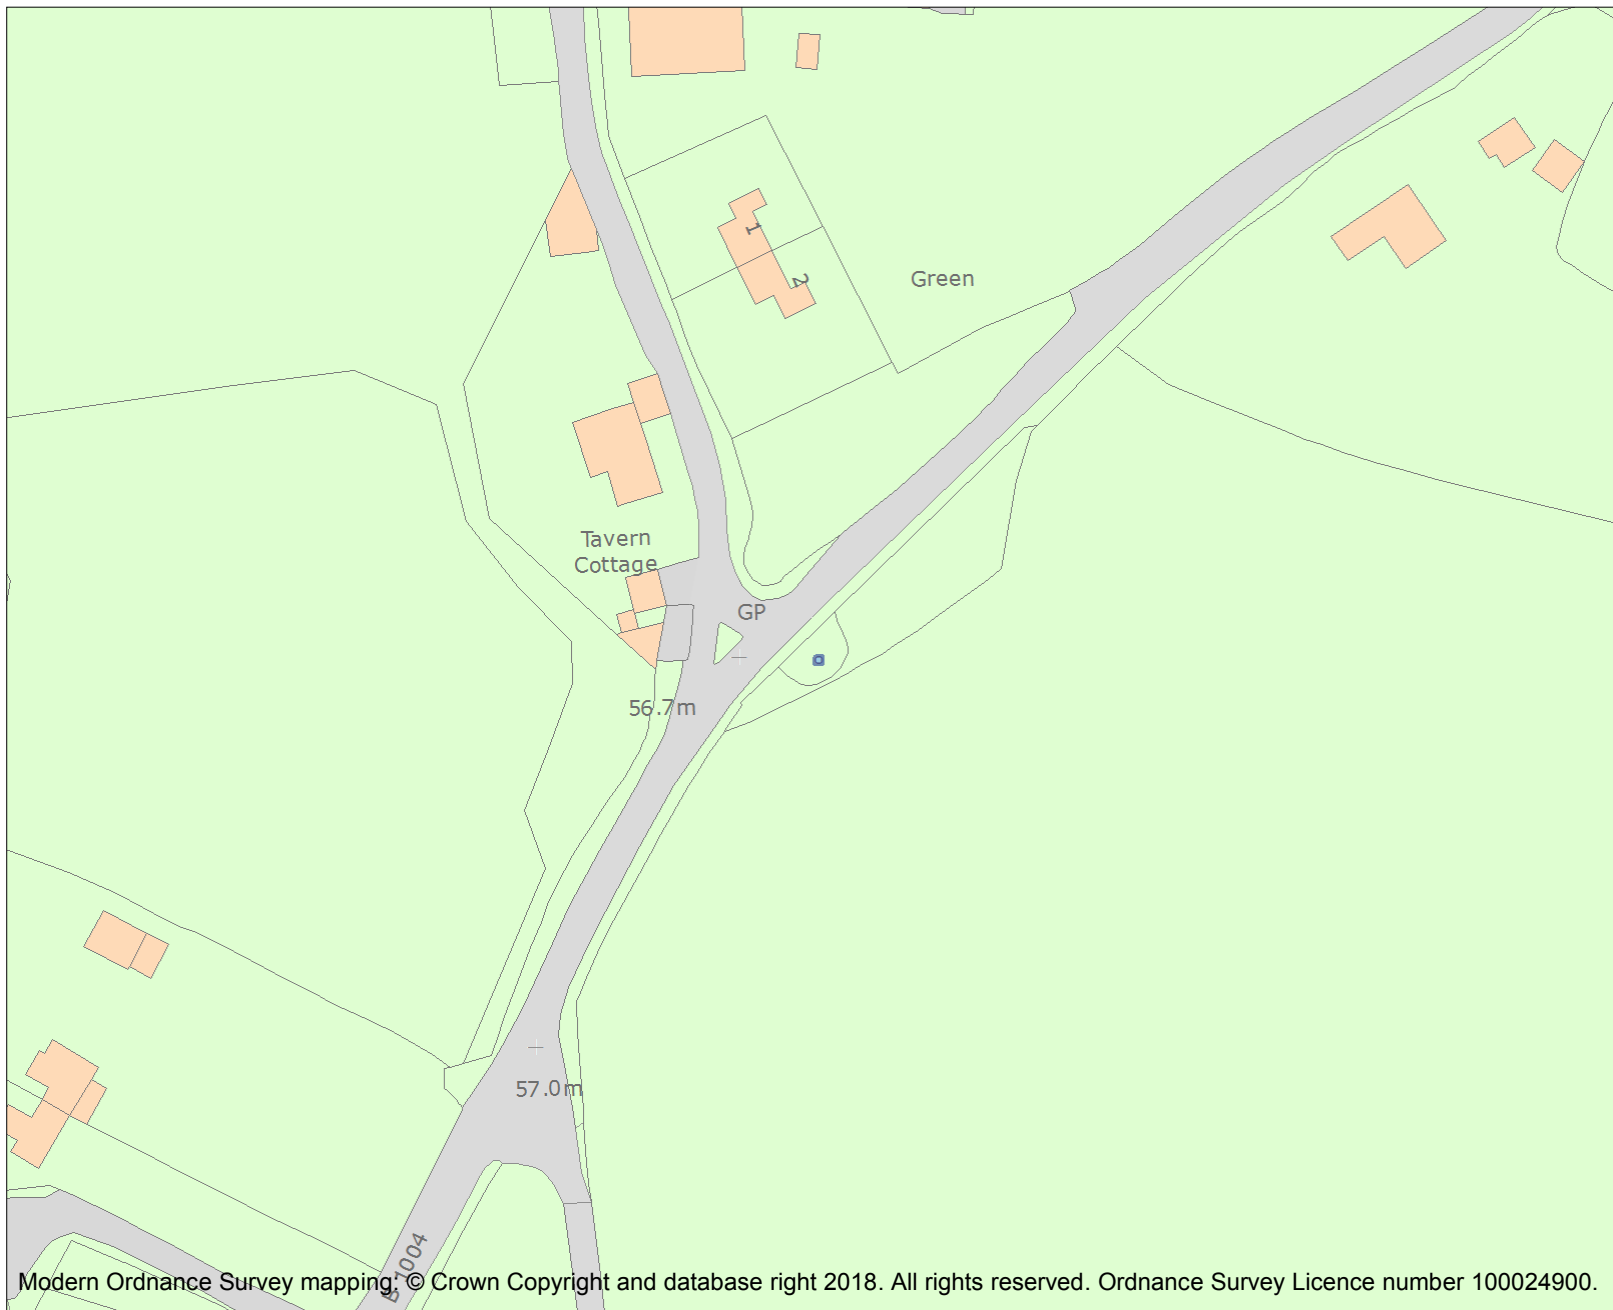 1
2
Green
Tavern
Cottage
GP
56.7m
57.0m
B 1004
Modern Ordnance Survey mapping: © Crown Copyright and database right 2018. All rights reserved. Ordnance Survey Licence number 100024900.